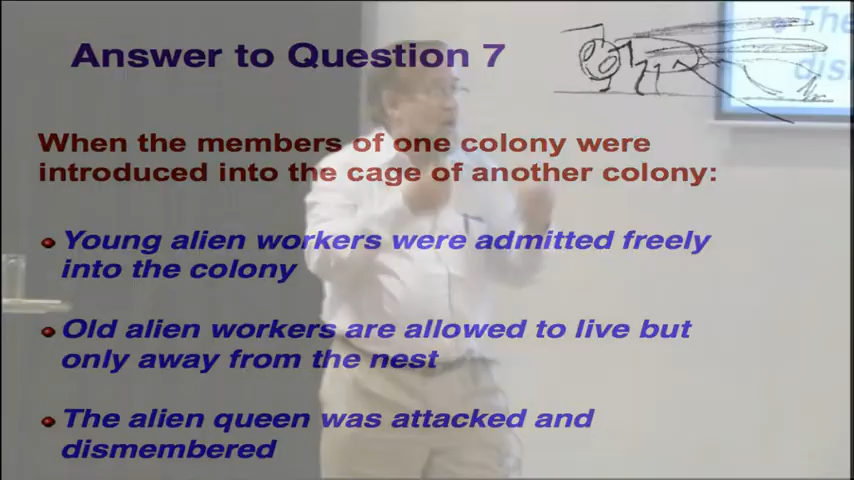 Answer to Question 7
The
dis
When the members of one colony were
introduced into the cage of another colony:
Young alien workers were admitted freely
into the colony
Old alien workers are allowed to live but
only away from the nest
The alien queen was attacked and
dismembered